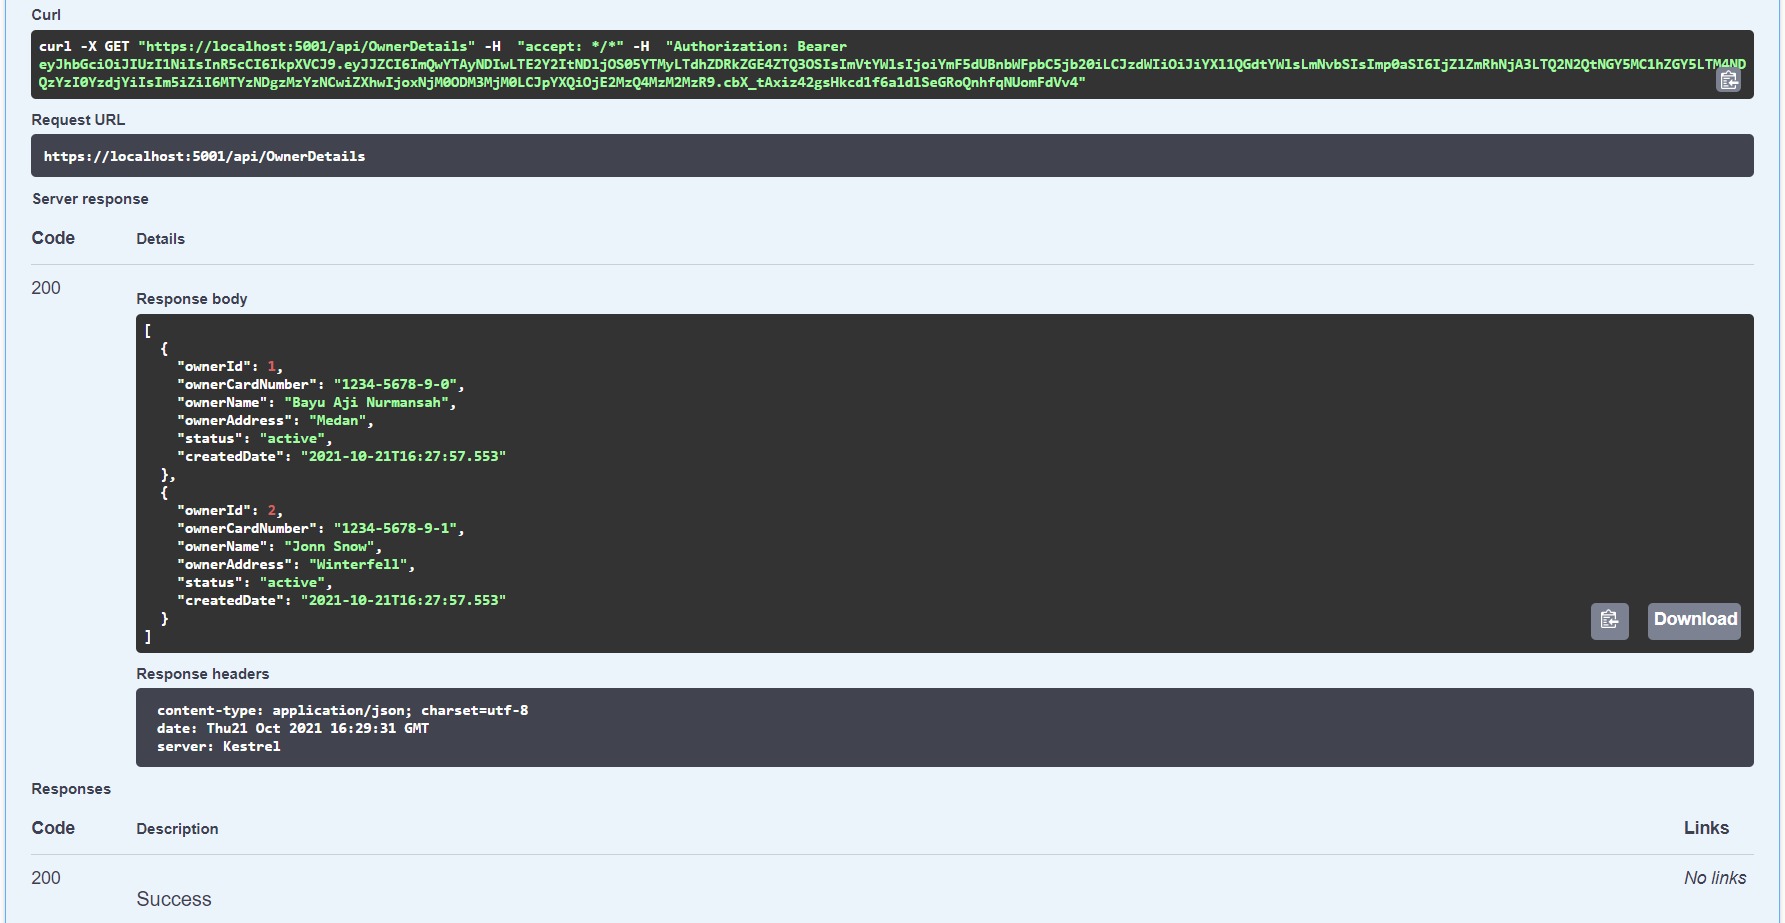 Curl
curl -X GET "https://localhost:5001/api/OwnerDetails" -H  "accept: */*" -H  "Authorization: Bearer
Request URL
https://localhost:5001/api/OwnerDetails
Server response
Code Details
200
Response body
[
  {
    "ownerId": 1,
    "ownerCardNumber": "1234-5678-9-0",
    "ownerName": "Bayu Aji Nurmansah",
    "ownerAddress": "Medan",
    "status": "active",
    "createdDate": "2021-10-21T16:27:57.553"
  },
  {
    "ownerId": 2,
    "ownerCardNumber": "1234-5678-9-1",
    "ownerName": "Jonn Snow",
    "ownerAddress": "Winterfell",
    "status": "active",
    "createdDate": "2021-10-21T16:27:57.553"
  }
]
Download
Response headers
content-type: application/json; charset=utf-8
date: Thu21 Oct 2021 16:29:31 GMT
server: Kestrel
Responses
Code Description Links
200 No links
Success